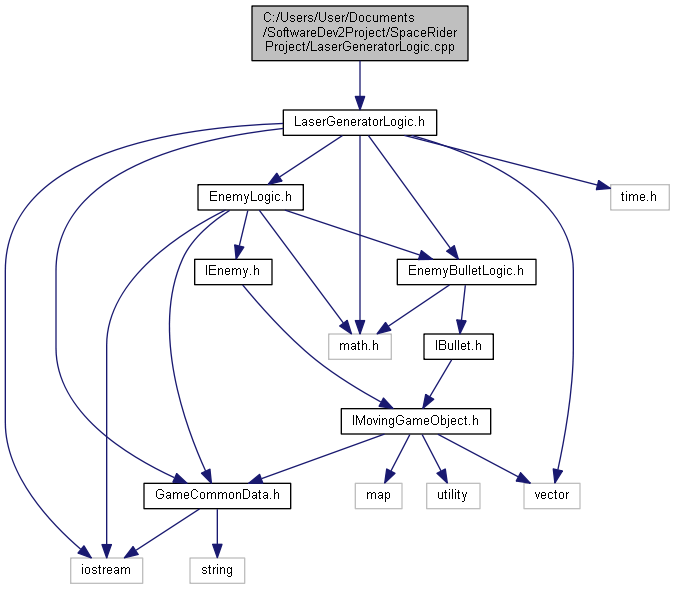 C:/Users/User/Documents
/SoftwareDev2Project/SpaceRider
Project/LaserGeneratorLogic.cpp
LaserGeneratorLogic.h
EnemyLogic.h
time.h
IEnemy.h
EnemyBulletLogic.h
math.h
IBullet.h
IMovingGameObject.h
GameCommonData.h
map
utility
vector
iostream
string